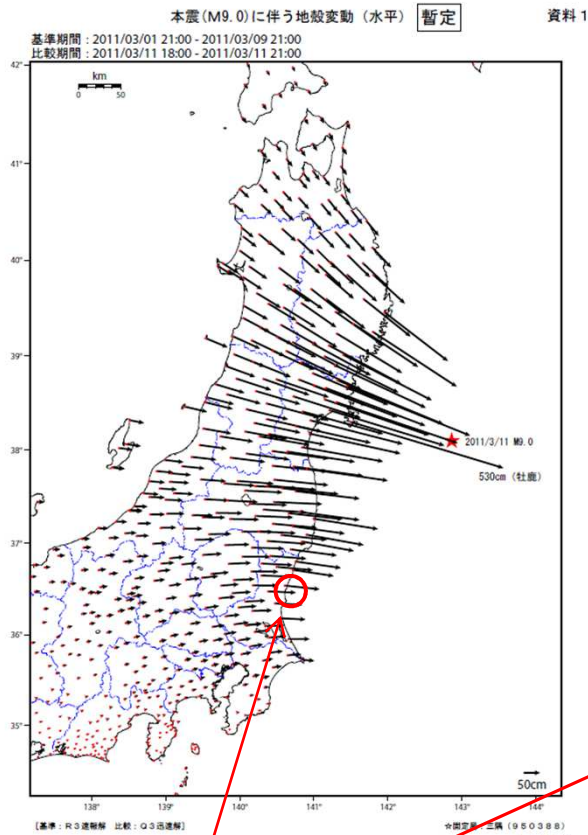 本震(M9.0)に伴う地殻変動(水平) 暫定 資料1
基準期間:2011/03/01 21:00 - 2011/03/09 21:00
比較期間:2011/03/11 18:00 - 2011/03/11 21:00
42°
km
0 50
41°
40°
39°
2011/3/11 M9.0
38°
530cm(牡鹿)
37°
36°
35°
50cm
138° 139° 140° 141° 142° 143° 144°
[基準:R3速報解 比較:Q3迅速解] ☆固定局:三隅(950388)